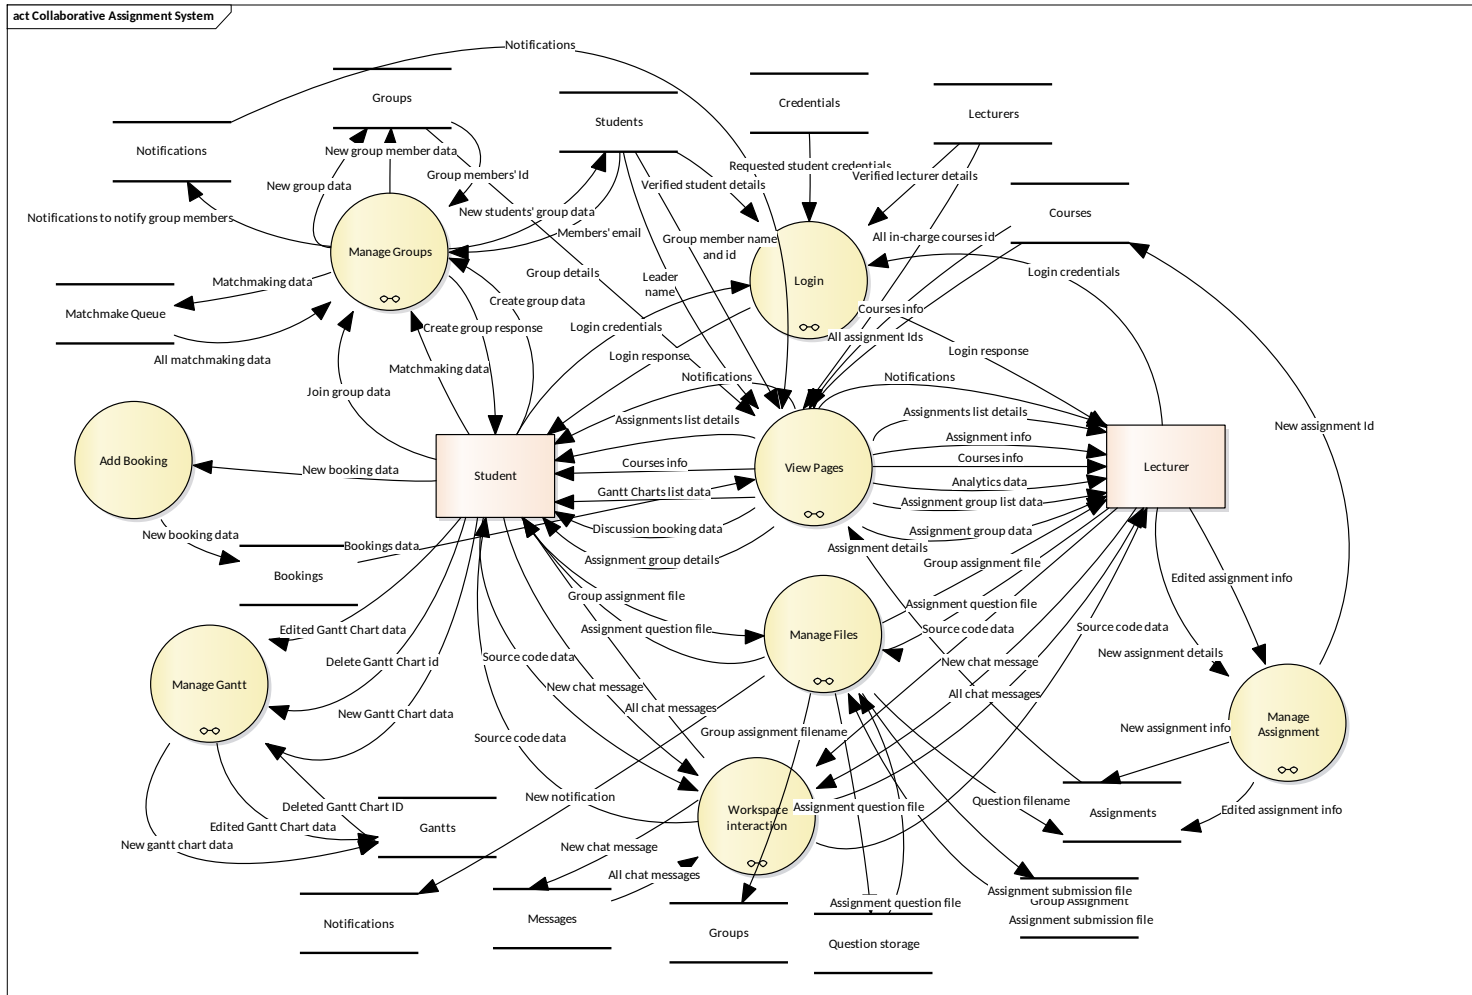 act Collaborative Assignment System
Notifications
Groups
Credentials
Students
Lecturers
Notifications
New group member data
Requested student credentials
Group members' Id
Verified lecturer details
New group data
Verified student details
Courses
Notifications to notify group members
New students' group data
Members' email
Group member name
and id
All in-charge courses id
Manage Groups
Login
Login credentials
Group details
Leader
name
Matchmaking data
Create group data
Matchmake Queue
Courses info
Create group response
Login credentials
All assignment Ids
All matchmaking data
Login response
Login response
Matchmaking data
Notifications
Notifications
Join group data
Assignments list details
Assignments list details
New assignment Id
Assignment info
Add Booking
Courses info
Courses info
Student
View Pages
Lecturer
New booking data
Gantt Charts list data
Analytics data
Assignment group list data
Discussion booking data
Assignment group data
New booking data
Bookings data
Assignment details
Assignment group details
Group assignment file
Bookings
Edited assignment info
Group assignment file
Assignment question file
Edited Gantt Chart data
Assignment question file
Manage Files
Source code data
Source code data
Delete Gantt Chart id
Source code data
New chat message
New assignment details
Manage Gantt
New chat message
All chat messages
New Gantt Chart data
All chat messages
Manage
Assignment
Source code data
Group assignment filename
New assignment info
New notification
Deleted Gantt Chart ID
Workspace
interaction
Assignment question file
Question filename
Assignments
Edited assignment info
Edited Gantt Chart data
Gantts
New gantt chart data
New chat message
All chat messages
Assignment submission file
Group Assignment
Assignment question file
Notifications
Messages
Groups
Question storage
Assignment submission file